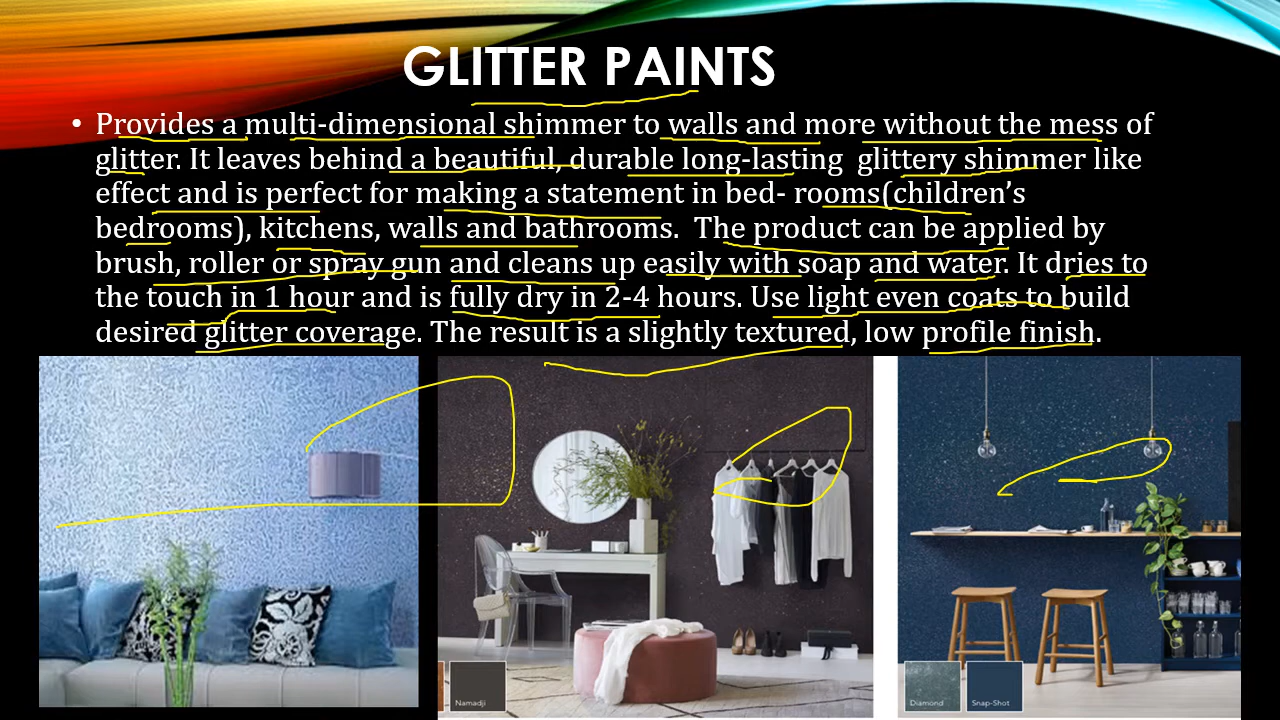 GLITTER PAINTS
• Provides a multi-dimensional shimmer to walls and more without the mess of
glitter. It leaves behind a beautiful, durable long-lasting  glittery shimmer like
effect and is perfect for making a statement in bed- rooms(children’s
bedrooms), kitchens, walls and bathrooms.  The product can be applied by
brush, roller or spray gun and cleans up easily with soap and water. It dries to
the touch in 1 hour and is fully dry in 2-4 hours. Use light even coats to build
desired glitter coverage. The result is a slightly textured, low profile finish.
Namadji
Diamond
Snap-Shot